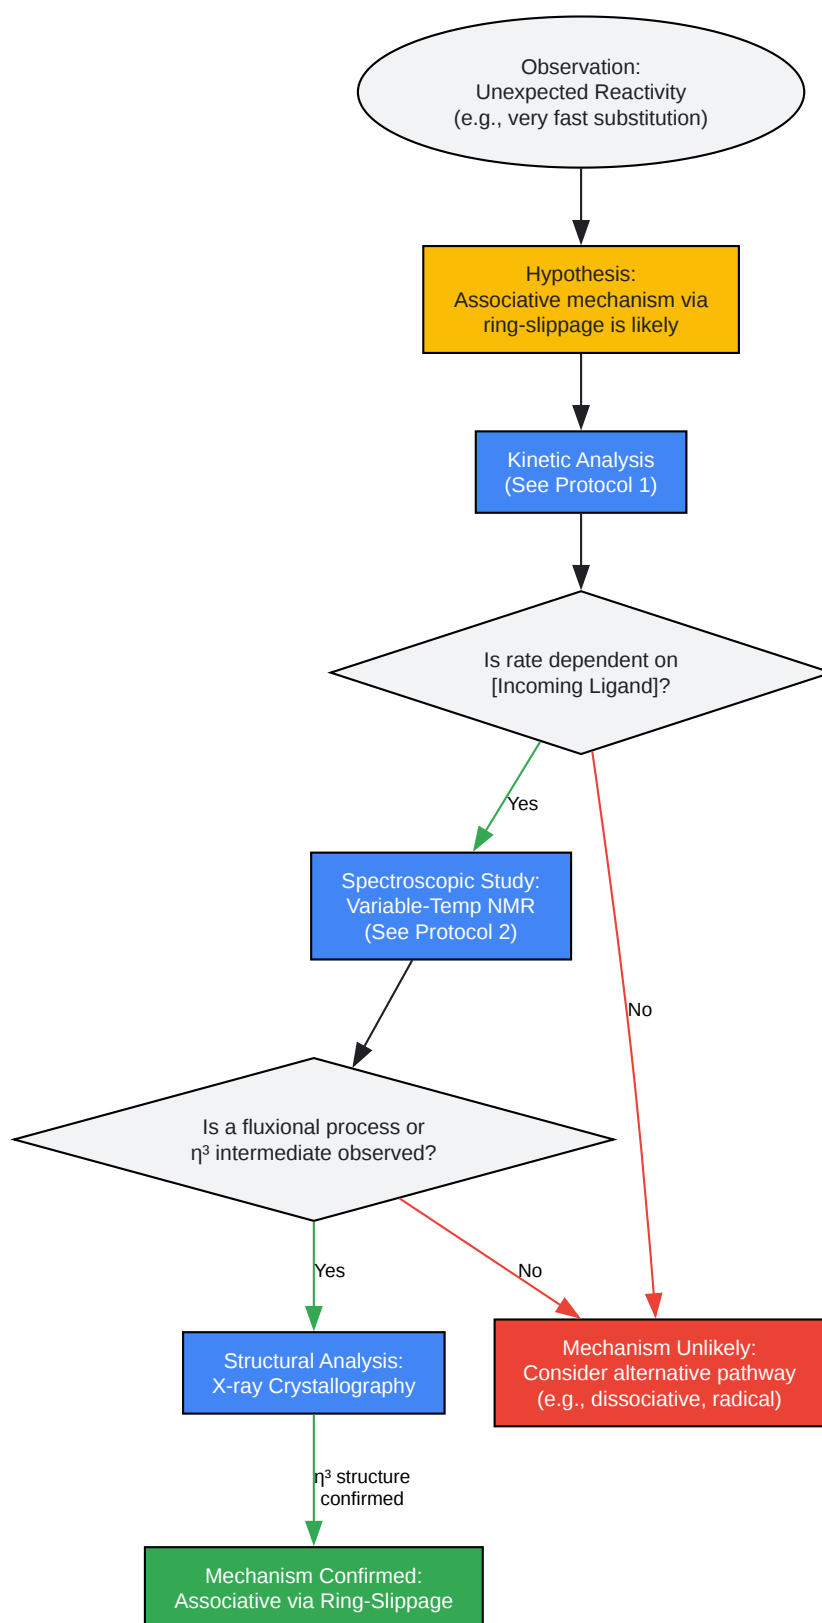 Observation:
Unexpected Reactivity
(e.g., very fast substitution)
Hypothesis:
Associative mechanism via
ring-slippage is likely
Kinetic Analysis
(See Protocol 1)
Is rate dependent on
[Incoming Ligand]?
Yes
Spectroscopic Study:
Variable-Temp NMR
(See Protocol 2)
No
Is a fluxional process or
η³ intermediate observed?
Yes
No
Structural Analysis:
X-ray Crystallography
Mechanism Unlikely:
Consider alternative pathway
(e.g., dissociative, radical)
η³ structure
confirmed
Mechanism Confirmed:
Associative via Ring-Slippage